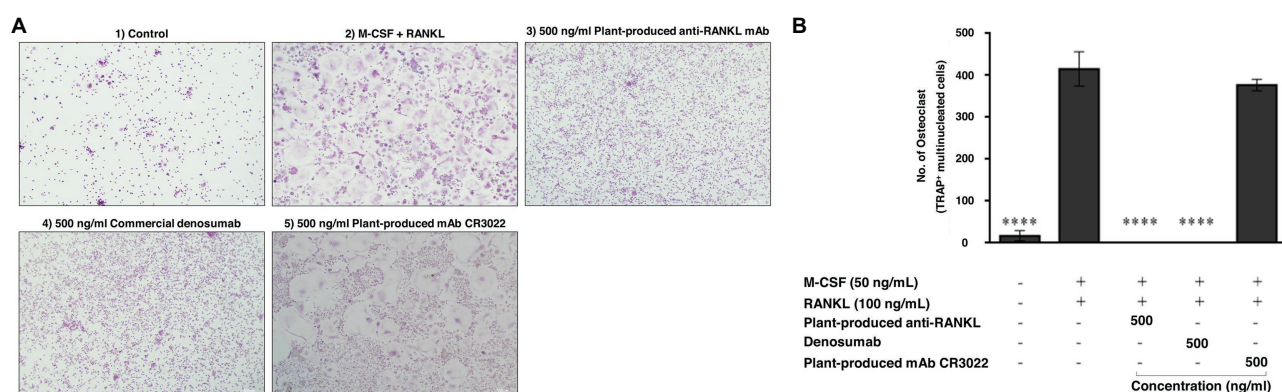 A
1) Control
2) M-CSF + RANKL
3) 500 ng/ml Plant-produced anti-RANKL mAb
4) 500 ng/ml Commercial denosumab
5) 500 ng/ml Plant-produced mAb CR3022
B
No. of Osteoclast
(TRAP+ multinucleated cells)
500
400
300
200
100
0
**** **** ****
M-CSF (50 ng/mL) - + + + +
RANKL (100 ng/mL) - + + + +
Plant-produced anti-RANKL - - 500 - -
Denosumab - - - 500 -
Plant-produced mAb CR3022 - - - - 500
Concentration (ng/ml)